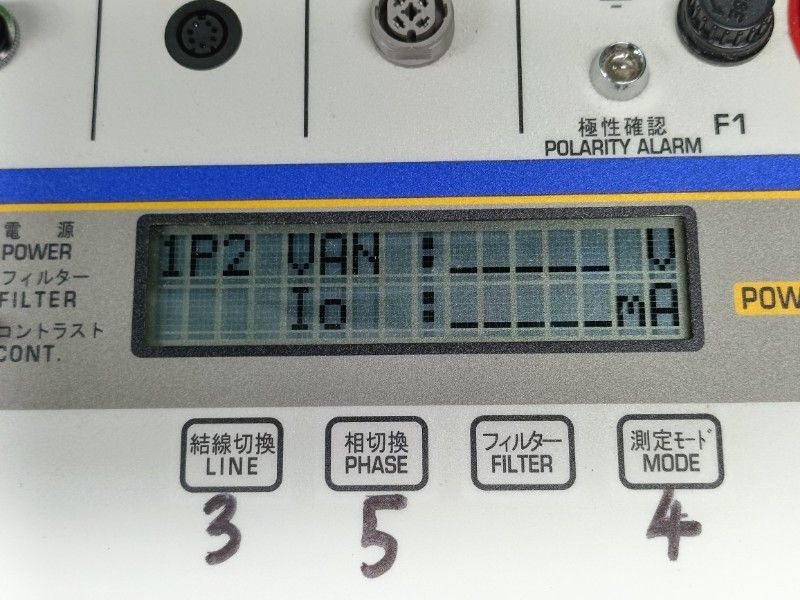 極性確認
POLARITY ALARM
F1
電源
POWER
フィルター
FILTER
コントラスト
CONT.
1P2 VAN :_____ V
Io :_____mA
POW
結線切換
LINE
相切換
PHASE
フィルター
FILTER
測定モード
MODE
3
5
4